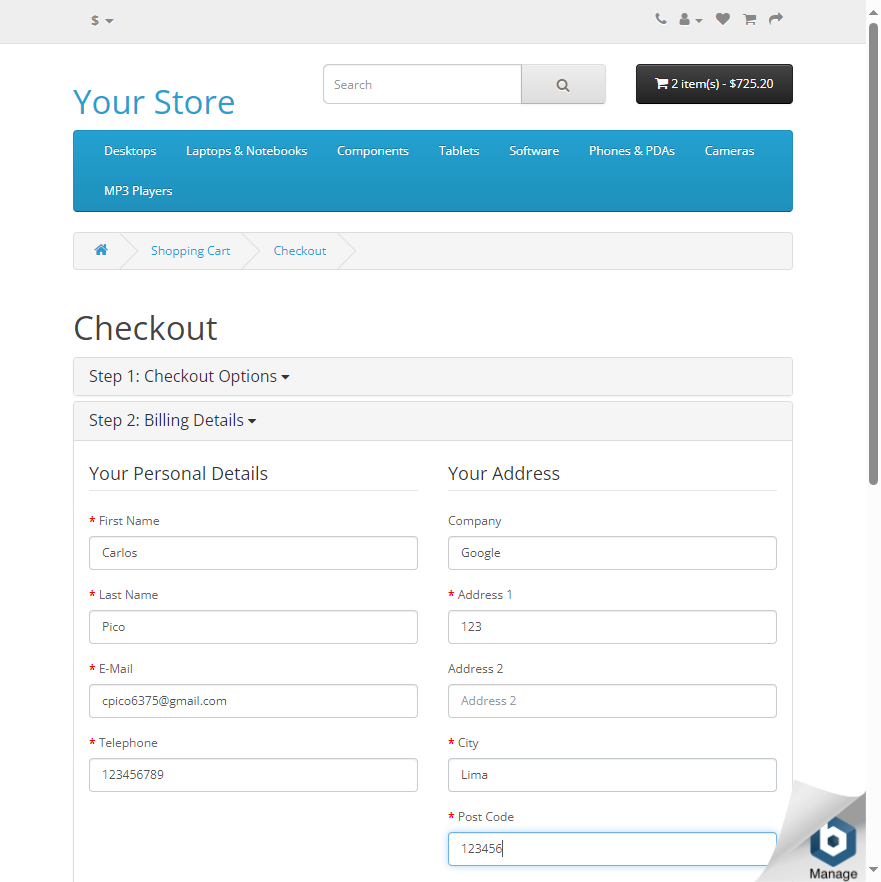 $
Your Store
Search
2 item(s) - $725.20
Desktops
Laptops & Notebooks
Components
Tablets
Software
Phones & PDAs
Cameras
MP3 Players
Shopping Cart
Checkout
Checkout
Step 1: Checkout Options
Step 2: Billing Details
Your Personal Details
* First Name
Carlos
* Last Name
Pico
* E-Mail
cpico6375@gmail.com
* Telephone
123456789
Your Address
Company
Google
* Address 1
123
Address 2
Address 2
* City
Lima
* Post Code
123456
b
Manage